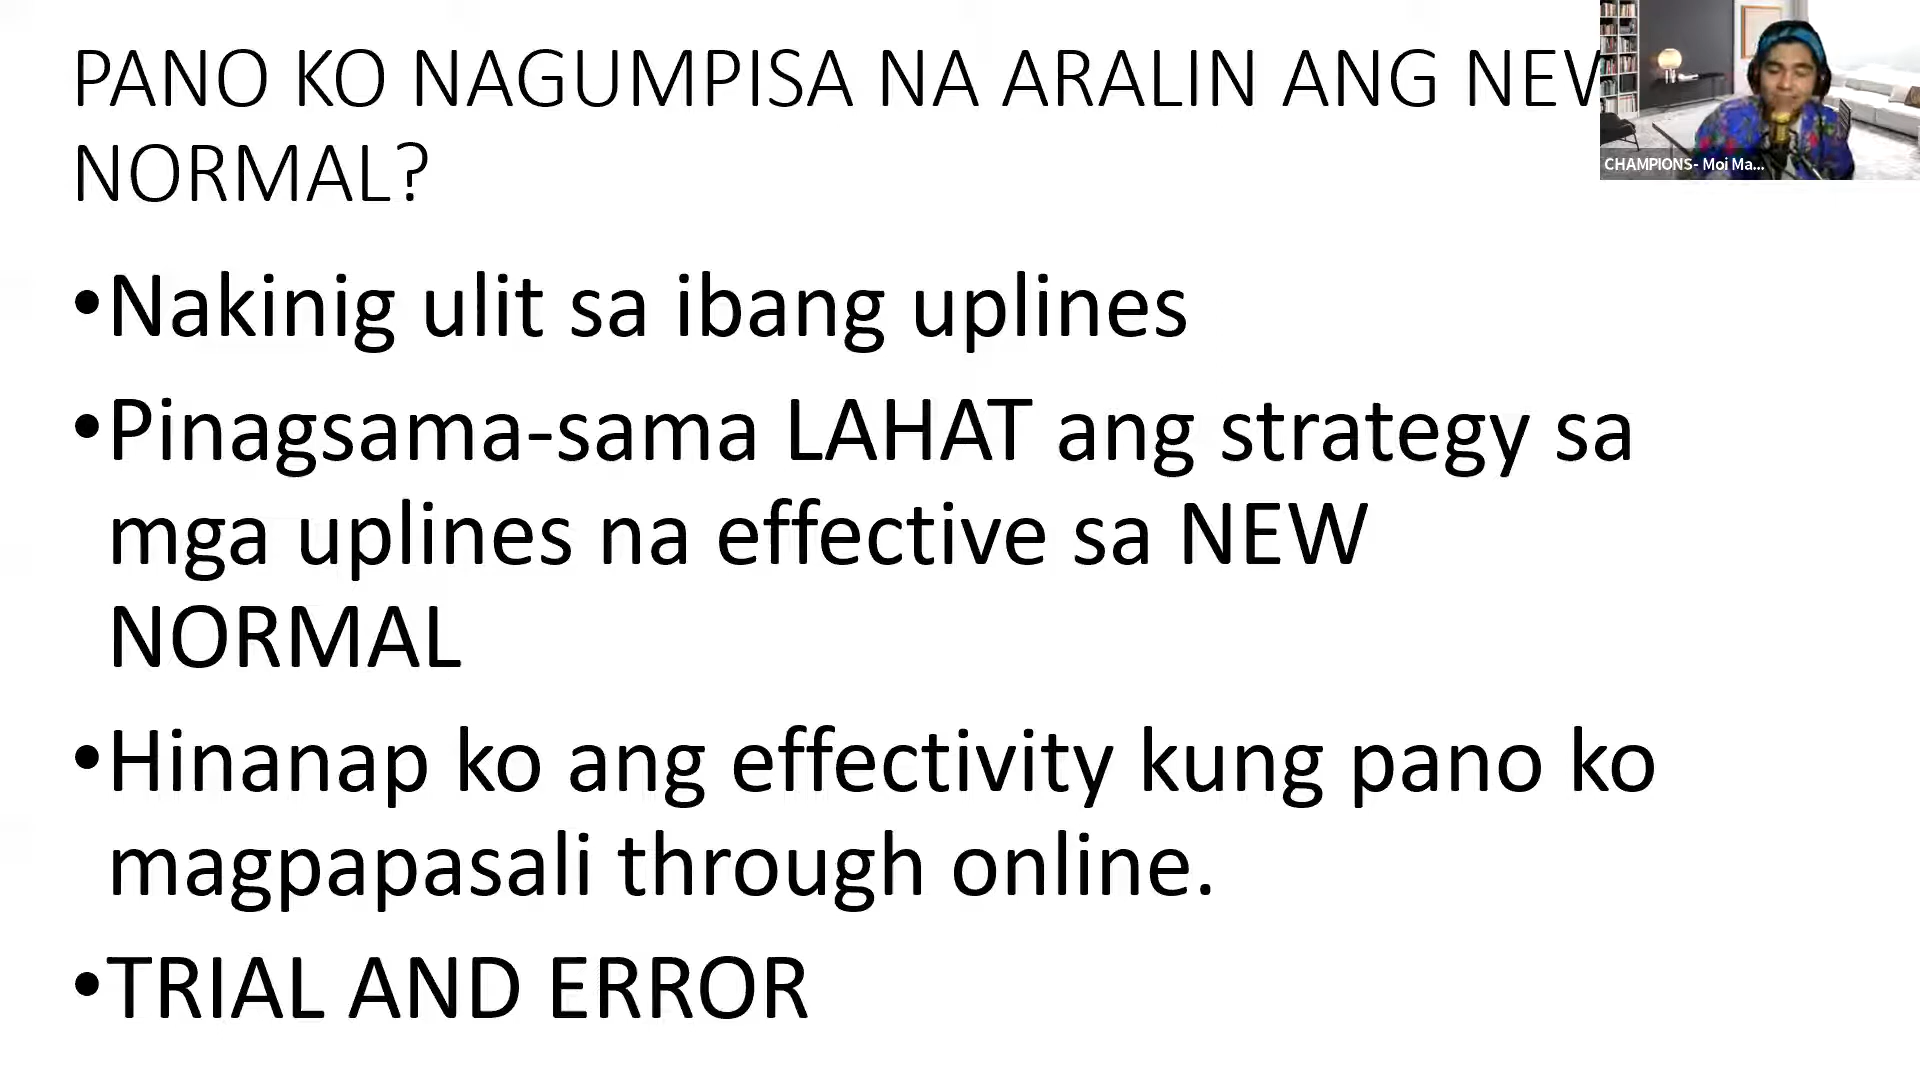 PANO KO NAGUMPISA NA ARALIN ANG NEW
NORMAL?
CHAMPIONS- Moi Ma...
•Nakinig ulit sa ibang uplines
•Pinagsama-sama LAHAT ang strategy sa
mga uplines na effective sa NEW
NORMAL
•Hinanap ko ang effectivity kung pano ko
magpapasali through online.
•TRIAL AND ERROR